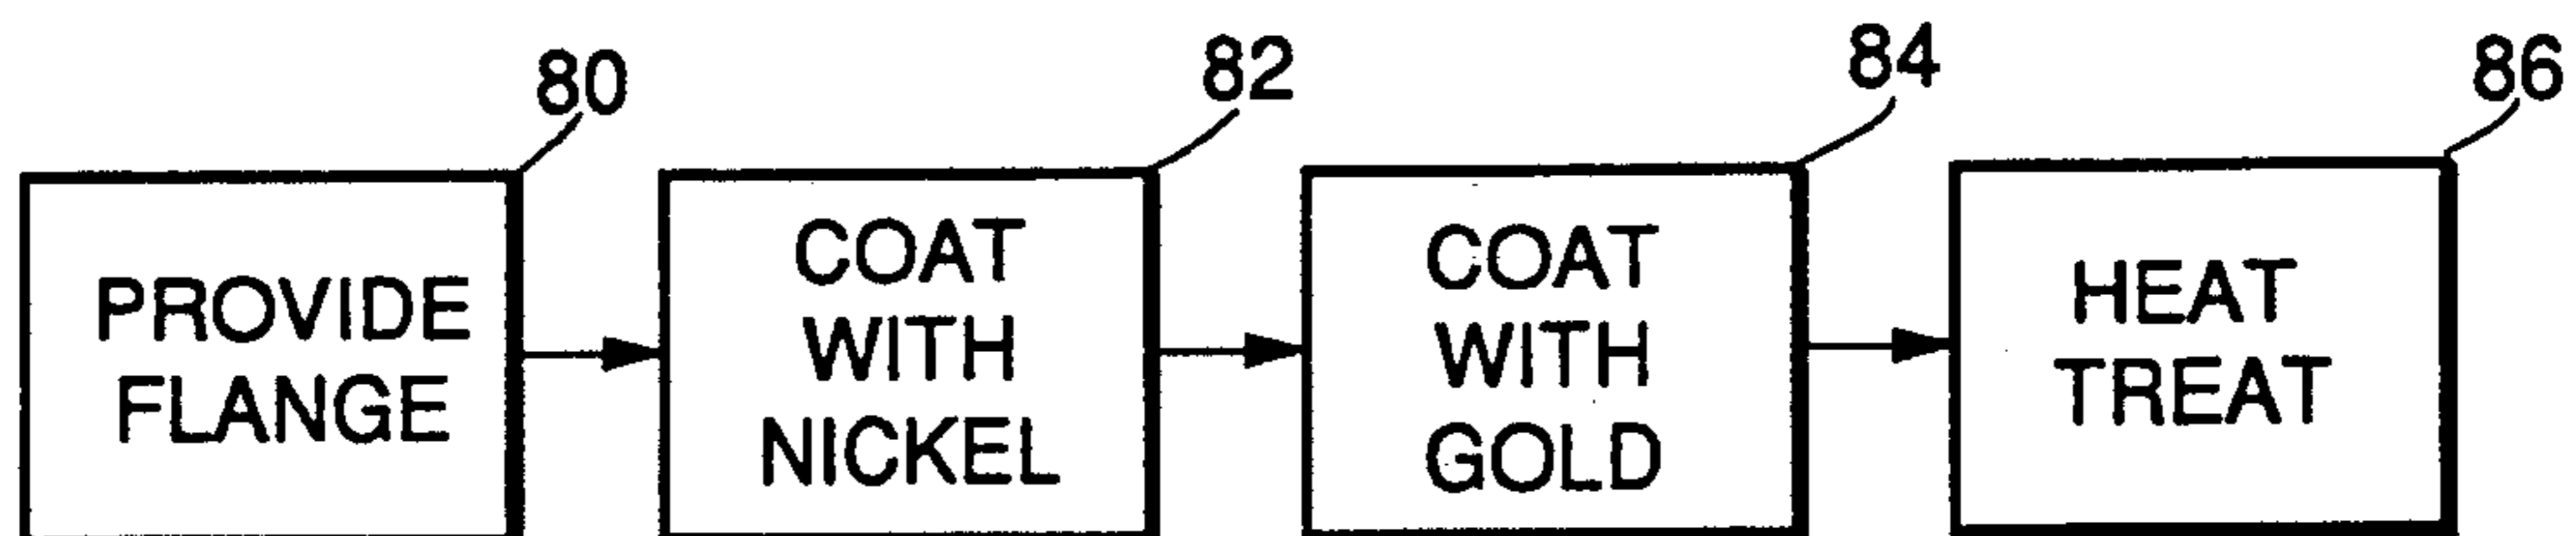 80
82
84
86
PROVIDE
FLANGE
COAT
WITH
NICKEL
COAT
WITH
GOLD
HEAT
TREAT